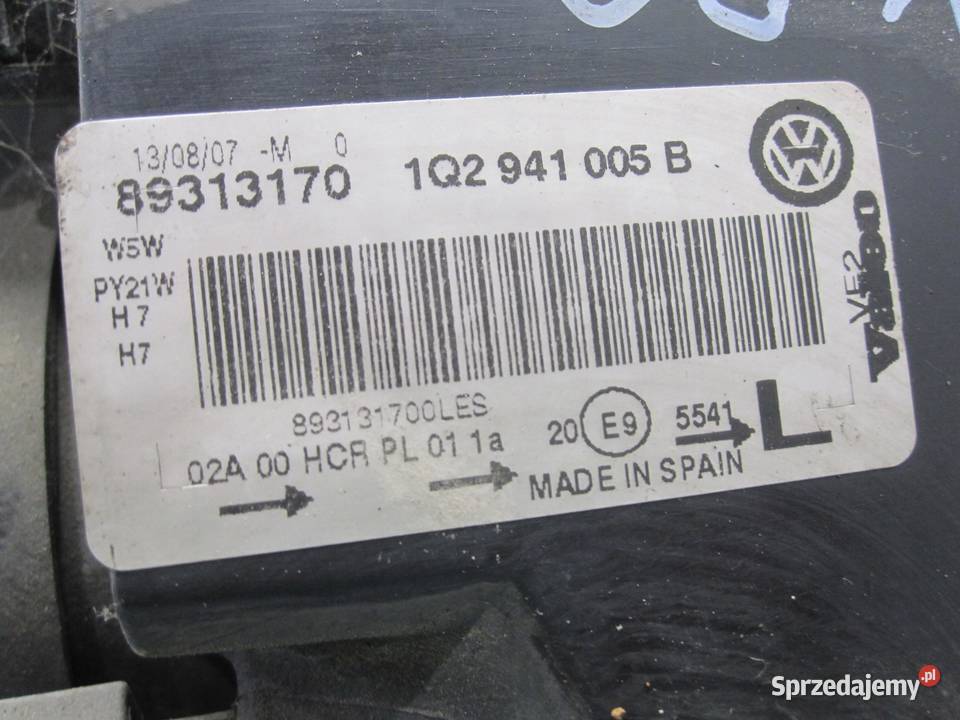 13/08/07 -M 0
89313170 1Q2 941 005 B
W5W
PY21W
H7
H7
VE2
893131700LES
02A 00 HCR PL 01 1a
20 E9 5541 L
MADE IN SPAIN
Sprzedajemy.pl